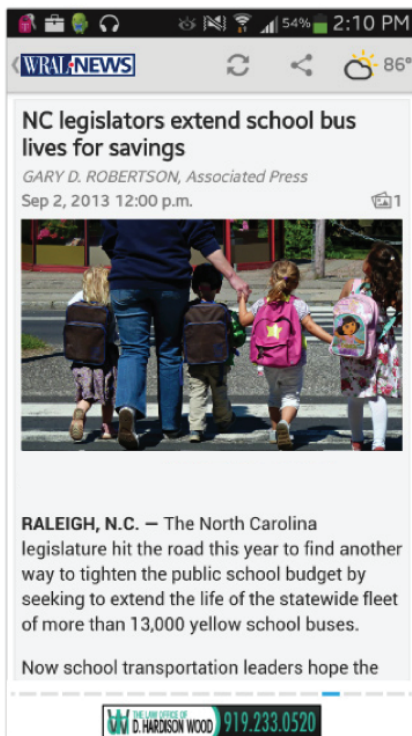 54% 2:10 PM
WRAL NEWS 86°
NC legislators extend school bus
lives for savings
GARY D. ROBERTSON, Associated Press
Sep 2, 2013 12:00 p.m. 1
RALEIGH, N.C. — The North Carolina
legislature hit the road this year to find another
way to tighten the public school budget by
seeking to extend the life of the statewide fleet
of more than 13,000 yellow school buses.
Now school transportation leaders hope the
THE LAW OFFICE OF
D. HARDISON WOOD 919.233.0520